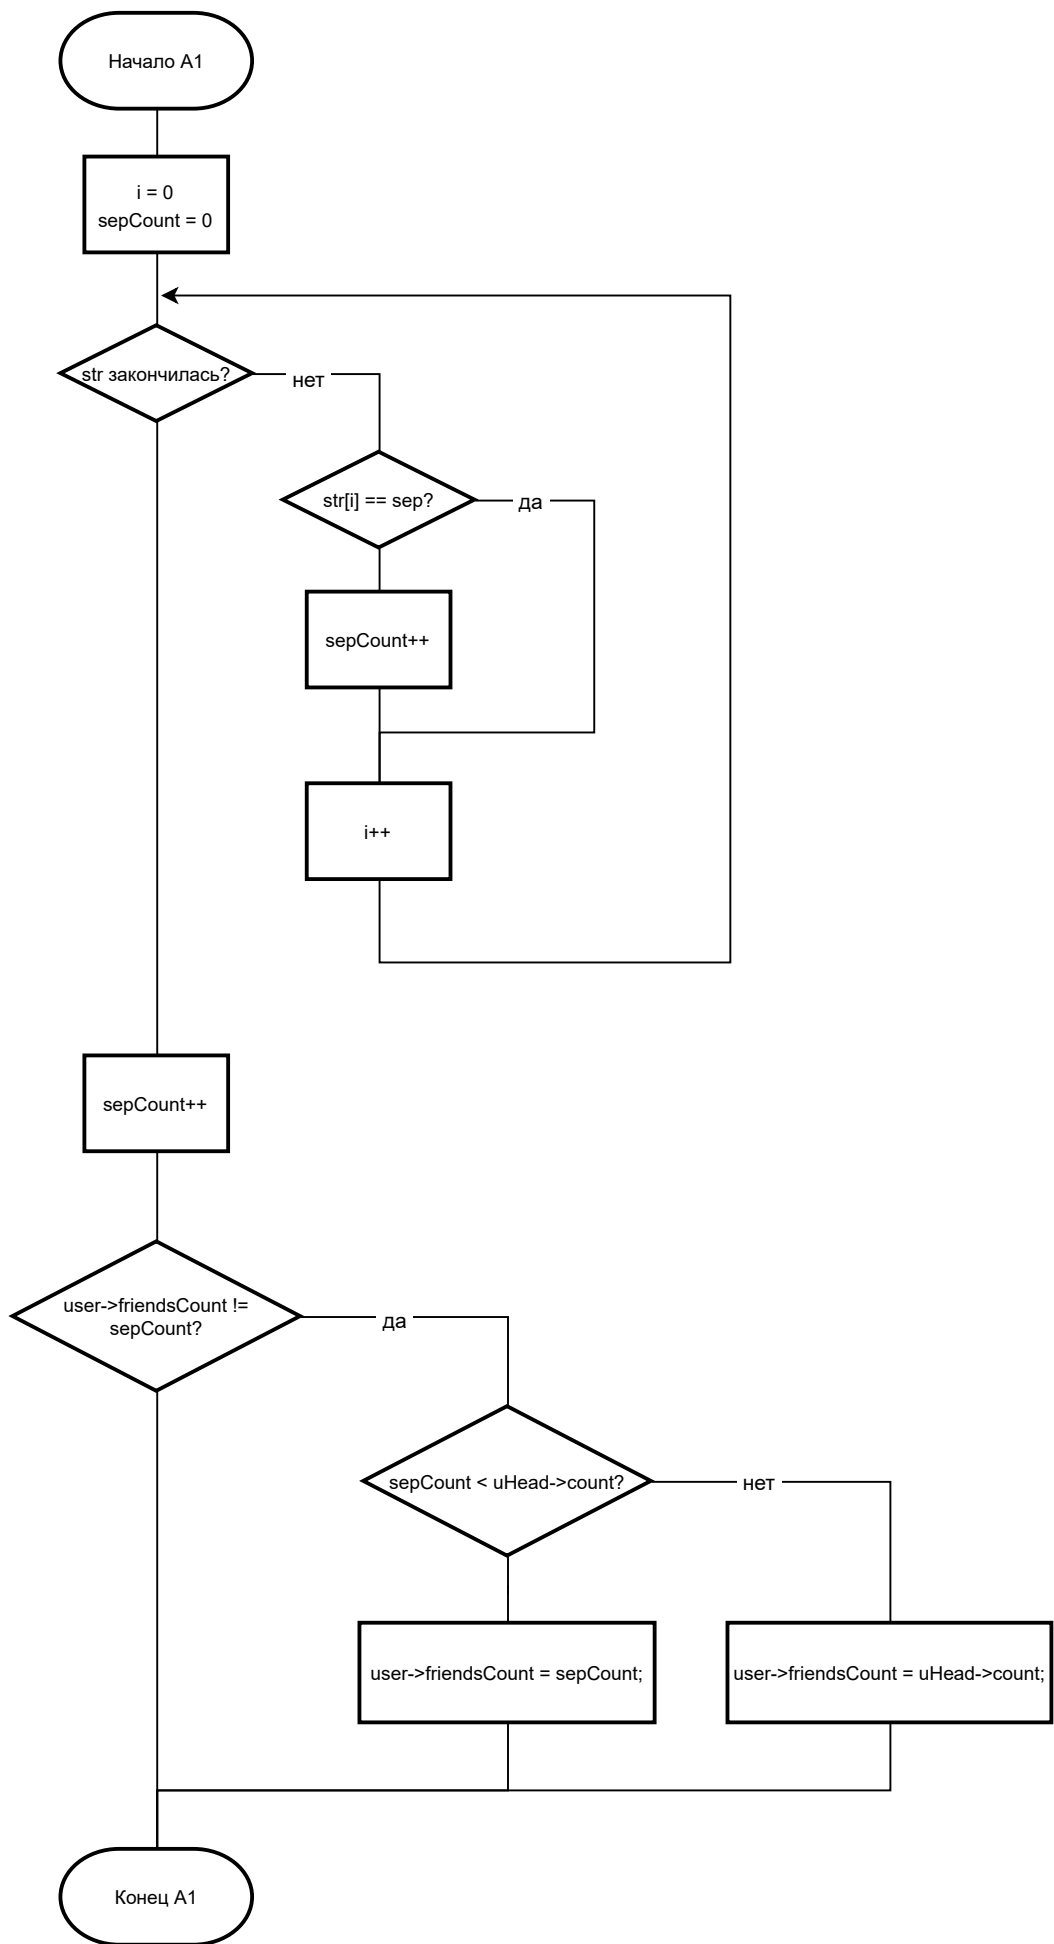 Начало A1
i = 0
sepCount = 0
str закончилась?
нет
str[i] == sep?
да
sepCount++
i++
sepCount++
user->friendsCount !=
sepCount?
да
sepCount < uHead->count?
нет
user->friendsCount = sepCount;
user->friendsCount = uHead->count;
Конец A1